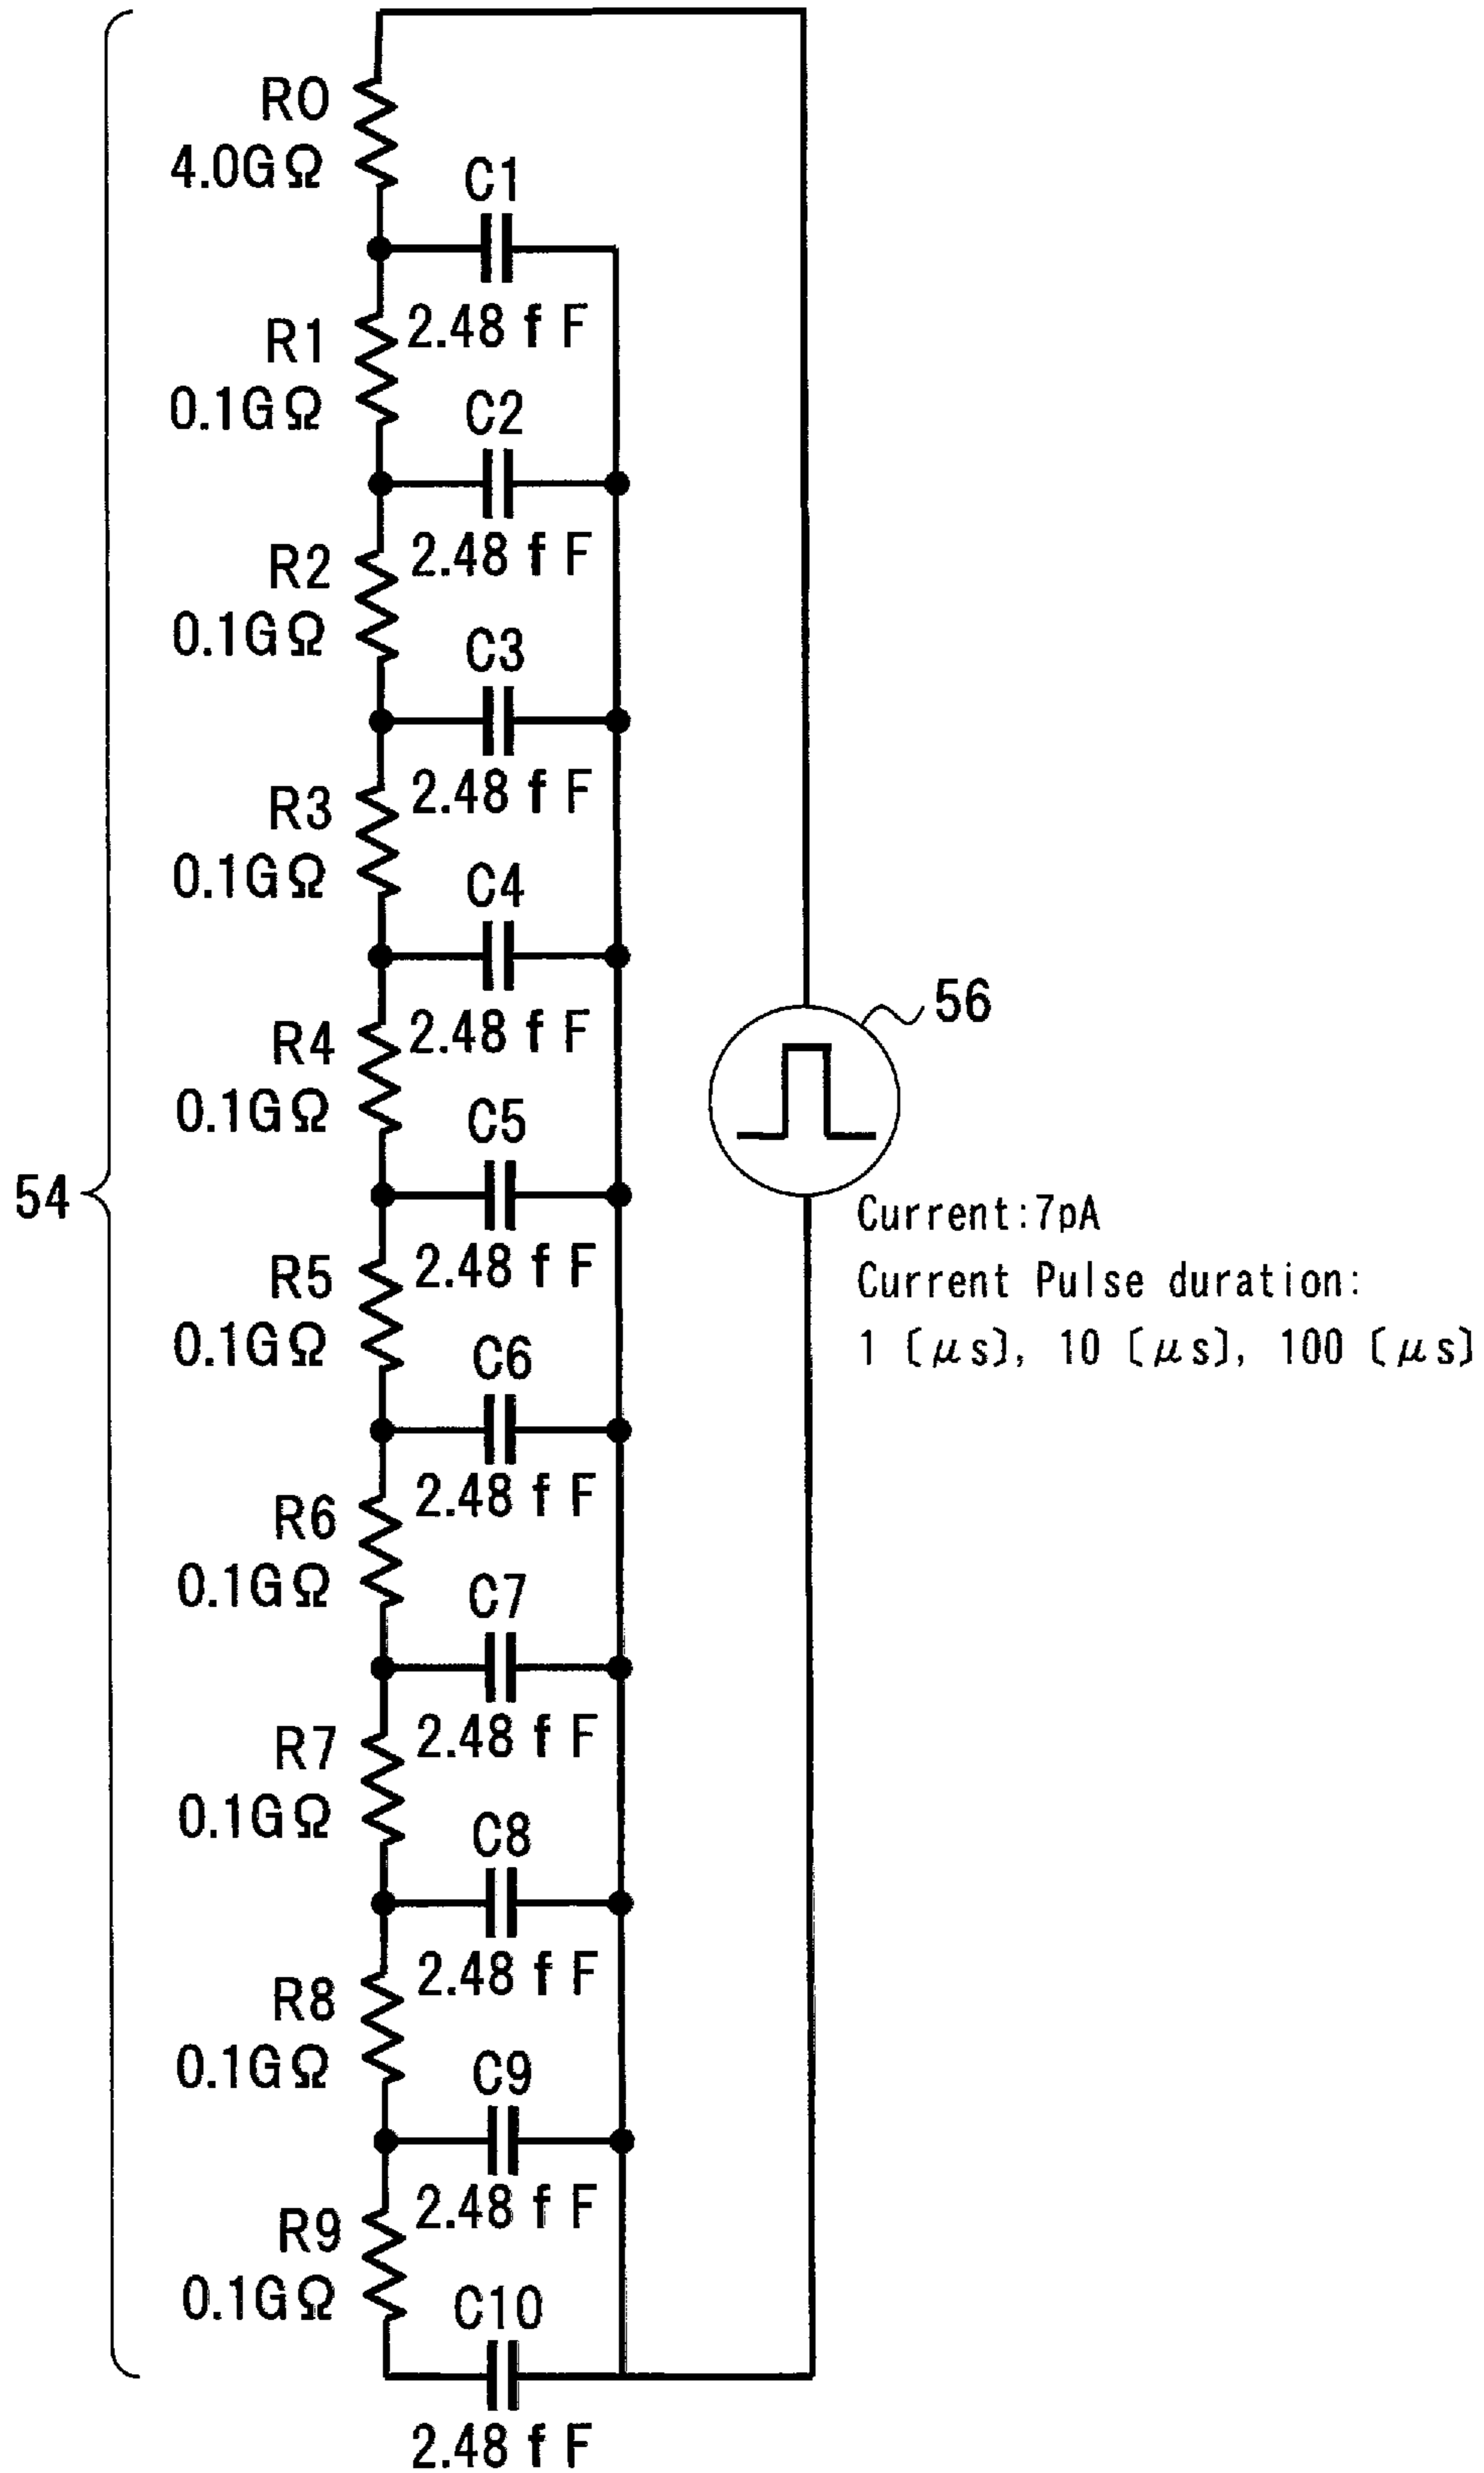 R0
4.0GΩ
C1
2.48 f F
R1
0.1GΩ
C2
2.48 f F
R2
0.1GΩ
C3
2.48 f F
R3
0.1GΩ
C4
2.48 f F
R4
0.1GΩ
C5
2.48 f F
R5
0.1GΩ
C6
2.48 f F
R6
0.1GΩ
C7
2.48 f F
R7
0.1GΩ
C8
2.48 f F
R8
0.1GΩ
C9
2.48 f F
R9
0.1GΩ
C10
2.48 f F
54
56
Current:7pA
Current Pulse duration:
1 〔μs〕, 10 〔μs〕, 100 〔μs〕